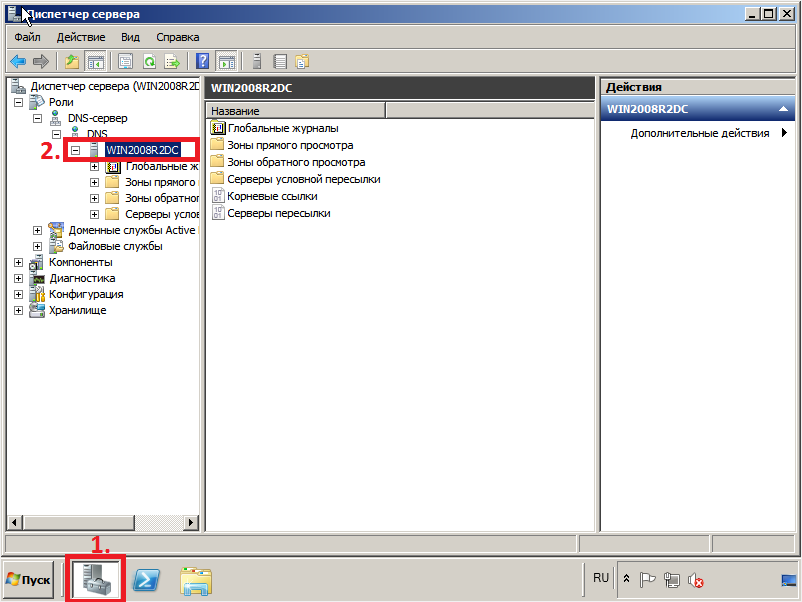 Диспетчер сервера
Файл Действие Вид Справка
Диспетчер сервера (WIN2008R2D
Роли
DNS-сервер
DNS
2.
WIN2008R2DC
Глобальные ж
Зоны прямого
Зоны обратног
Серверы услов
Доменные службы Active
Файловые службы
Компоненты
Диагностика
Конфигурация
Хранилище
WIN2008R2DC
Название
Глобальные журналы
Зоны прямого просмотра
Зоны обратного просмотра
Серверы условной пересылки
Корневые ссылки
Серверы пересылки
Действия
WIN2008R2DC
Дополнительные действия
1.
Пуск
RU